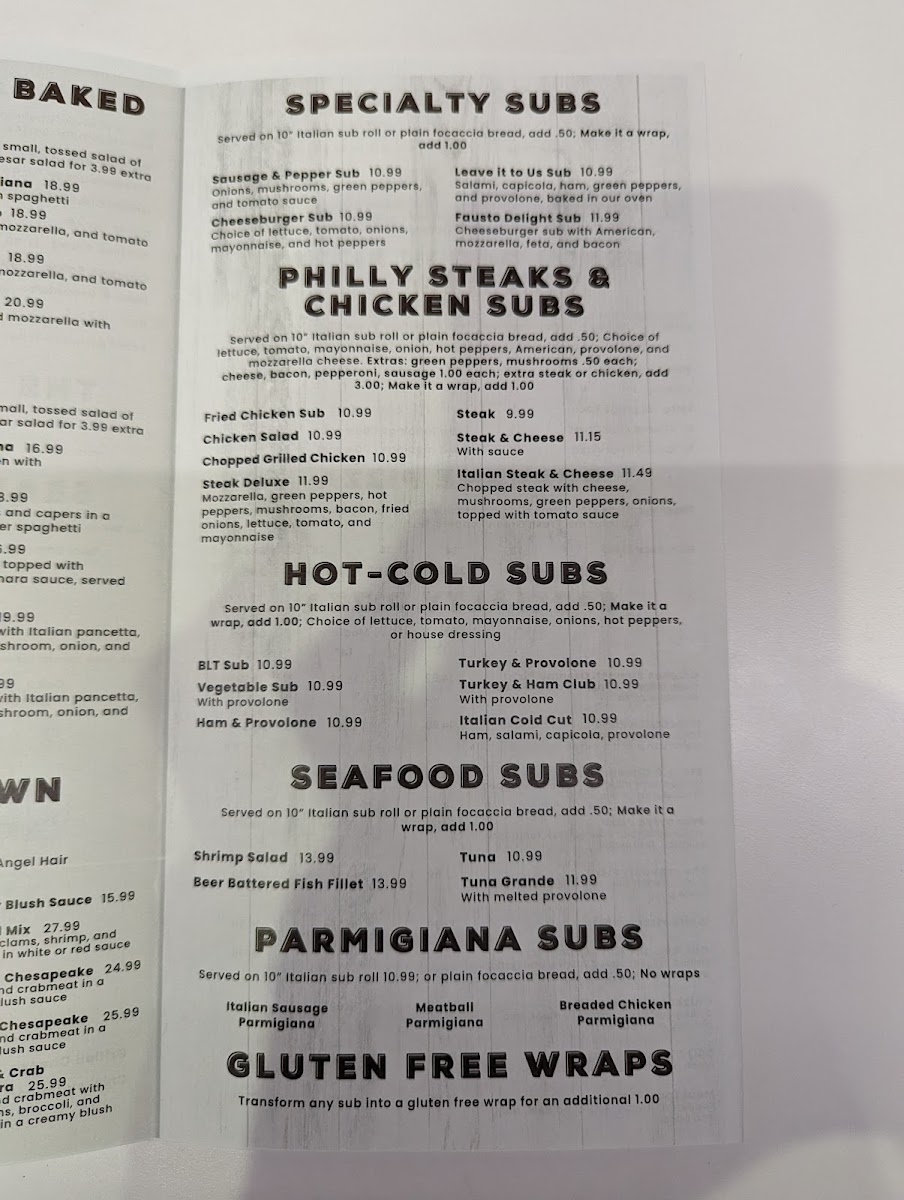 BAKED
small, tossed salad of
esar salad for 3.99 extra
iana 18.99
spaghetti
18.99
mozzarella, and tomato
18.99
mozzarella, and tomato
20.99
mozzarella with
small, tossed salad of
ar salad for 3.99 extra
na 16.99
en with
8.99
and capers in a
er spaghetti
6.99
topped with
nara sauce, served
19.99
with Italian pancetta,
shroom, onion, and
99
with Italian pancetta,
shroom, onion, and
WN
Angel Hair
Blush Sauce 15.99
Mix 27.99
clams, shrimp, and
in white or red sauce
Chesapeake 24.99
nd crabmeat in a
lush sauce
Chesapeake 25.99
nd crabmeat in a
lush sauce
& Crab
ra 25.99
d crabmeat with
ns, broccoli, and
in a creamy blush
SPECIALTY SUBS
Served on 10" Italian sub roll or plain focaccia bread, add .50; Make it a wrap,
add 1.00
Sausage & Pepper Sub 10.99
Onions, mushrooms, green peppers,
and tomato sauce
Cheeseburger Sub 10.99
Choice of lettuce, tomato, onions,
mayonnaise, and hot peppers
Leave it to Us Sub 10.99
Salami, capicola, ham, green peppers,
and provolone, baked in our oven
Fausto Delight Sub 11.99
Cheeseburger sub with American,
mozzarella, feta, and bacon
PHILLY STEAKS &
CHICKEN SUBS
Served on 10" Italian sub roll or plain focaccia bread, add .50; Choice of
lettuce, tomato, mayonnaise, onion, hot peppers, American, provolone, and
mozzarella cheese. Extras: green peppers, mushrooms .50 each;
cheese, bacon, pepperoni, sausage 1.00 each; extra steak or chicken, add
3.00; Make it a wrap, add 1.00
Fried Chicken Sub 10.99
Chicken Salad 10.99
Chopped Grilled Chicken 10.99
Steak Deluxe 11.99
Mozzarella, green peppers, hot
peppers, mushrooms, bacon, fried
onions, lettuce, tomato, and
mayonnaise
Steak 9.99
Steak & Cheese 11.15
With sauce
Italian Steak & Cheese 11.49
Chopped steak with cheese,
mushrooms, green peppers, onions,
topped with tomato sauce
HOT-COLD SUBS
Served on 10" Italian sub roll or plain focaccia bread, add .50; Make it a
wrap, add 1.00; Choice of lettuce, tomato, mayonnaise, onions, hot peppers,
or house dressing
BLT Sub 10.99
Vegetable Sub 10.99
With provolone
Ham & Provolone 10.99
Turkey & Provolone 10.99
Turkey & Ham Club 10.99
With provolone
Italian Cold Cut 10.99
Ham, salami, capicola, provolone
SEAFOOD SUBS
Served on 10" Italian sub roll or plain focaccia bread, add .50; Make it a
wrap, add 1.00
Shrimp Salad 13.99
Beer Battered Fish Fillet 13.99
Tuna 10.99
Tuna Grande 11.99
With melted provolone
PARMIGIANA SUBS
Served on 10" Italian sub roll 10.99; or plain focaccia bread, add .50; No wraps
Italian Sausage
Parmigiana
Meatball
Parmigiana
Breaded Chicken
Parmigiana
GLUTEN FREE WRAPS
Transform any sub into a gluten free wrap for an additional 1.00